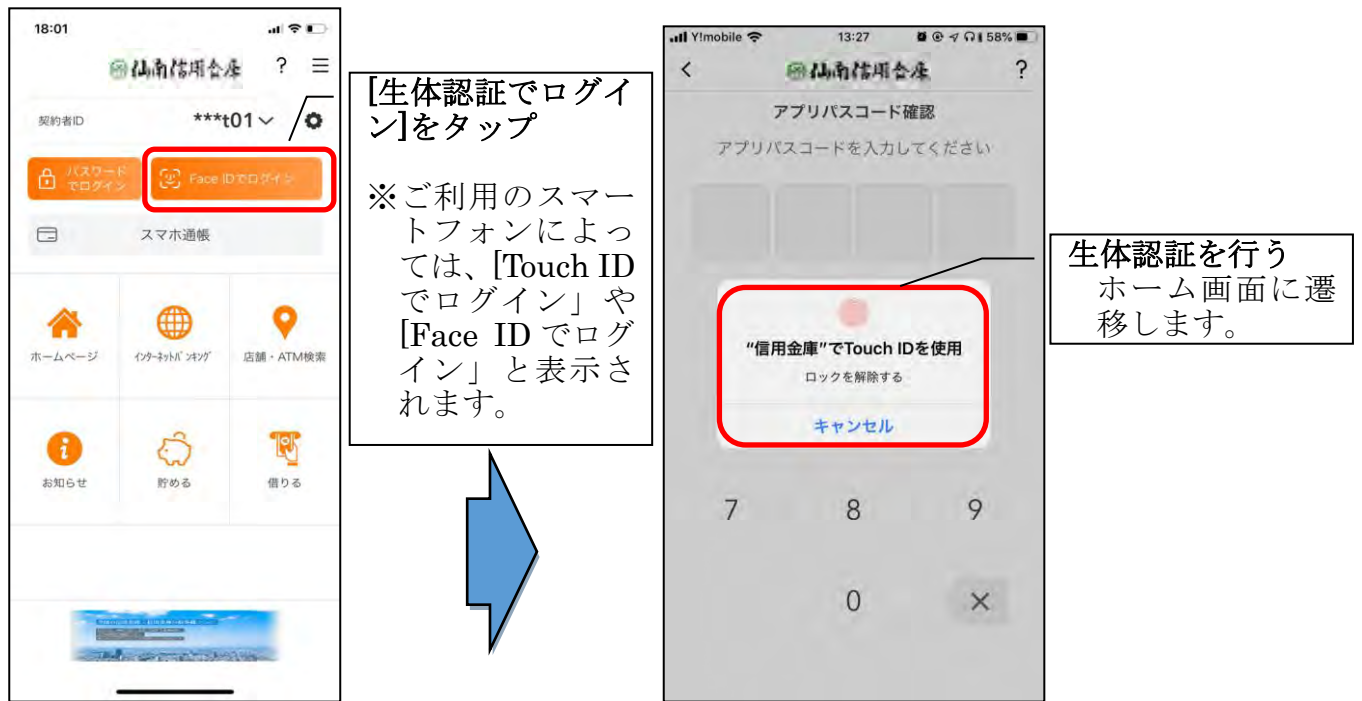 18:01
仙南信用金庫 ?
契約者ID ***t01
パスワード
でログイン
Face IDでログイン
スマホ通帳
ホームページ
インターネットバンキング
店舗・ATM検索
お知らせ
貯める
借りる
[生体認証でログイ
ン]をタップ
※ご利用のスマー
トフォンによっ
ては、[Touch ID
でログイン」や
[Face ID でログ
イン」と表示さ
れます。
Y!mobile 13:27 58%
仙南信用金庫 ?
アプリパスコード確認
アプリパスコードを入力してください
“信用金庫”でTouch IDを使用
ロックを解除する
キャンセル
7 8 9
0
生体認証を行う
ホーム画面に遷
移します。